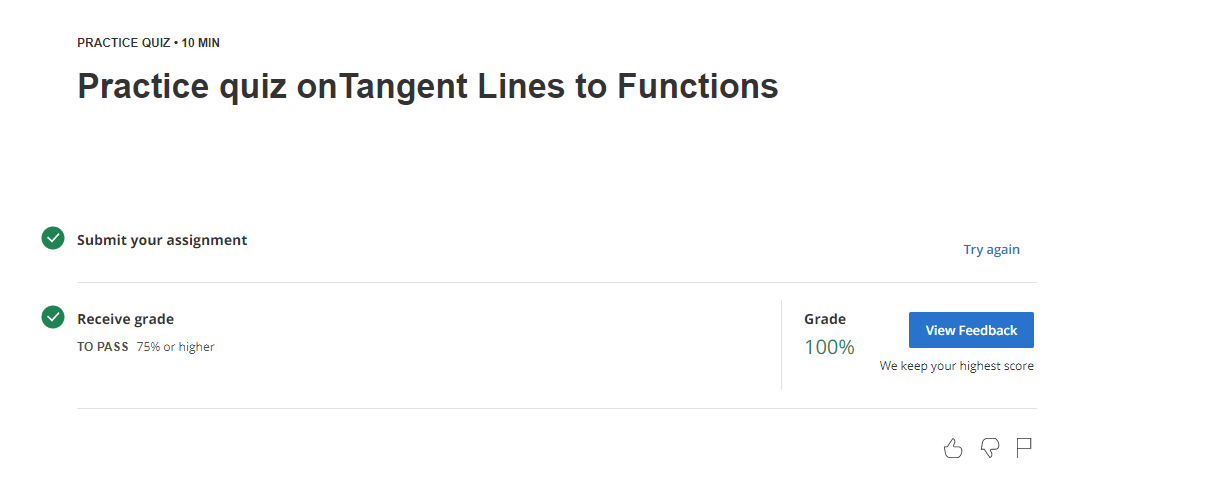 PRACTICE QUIZ • 10 MIN
Practice quiz onTangent Lines to Functions
Submit your assignment
Try again
Receive grade
TO PASS 75% or higher
Grade
100%
View Feedback
We keep your highest score